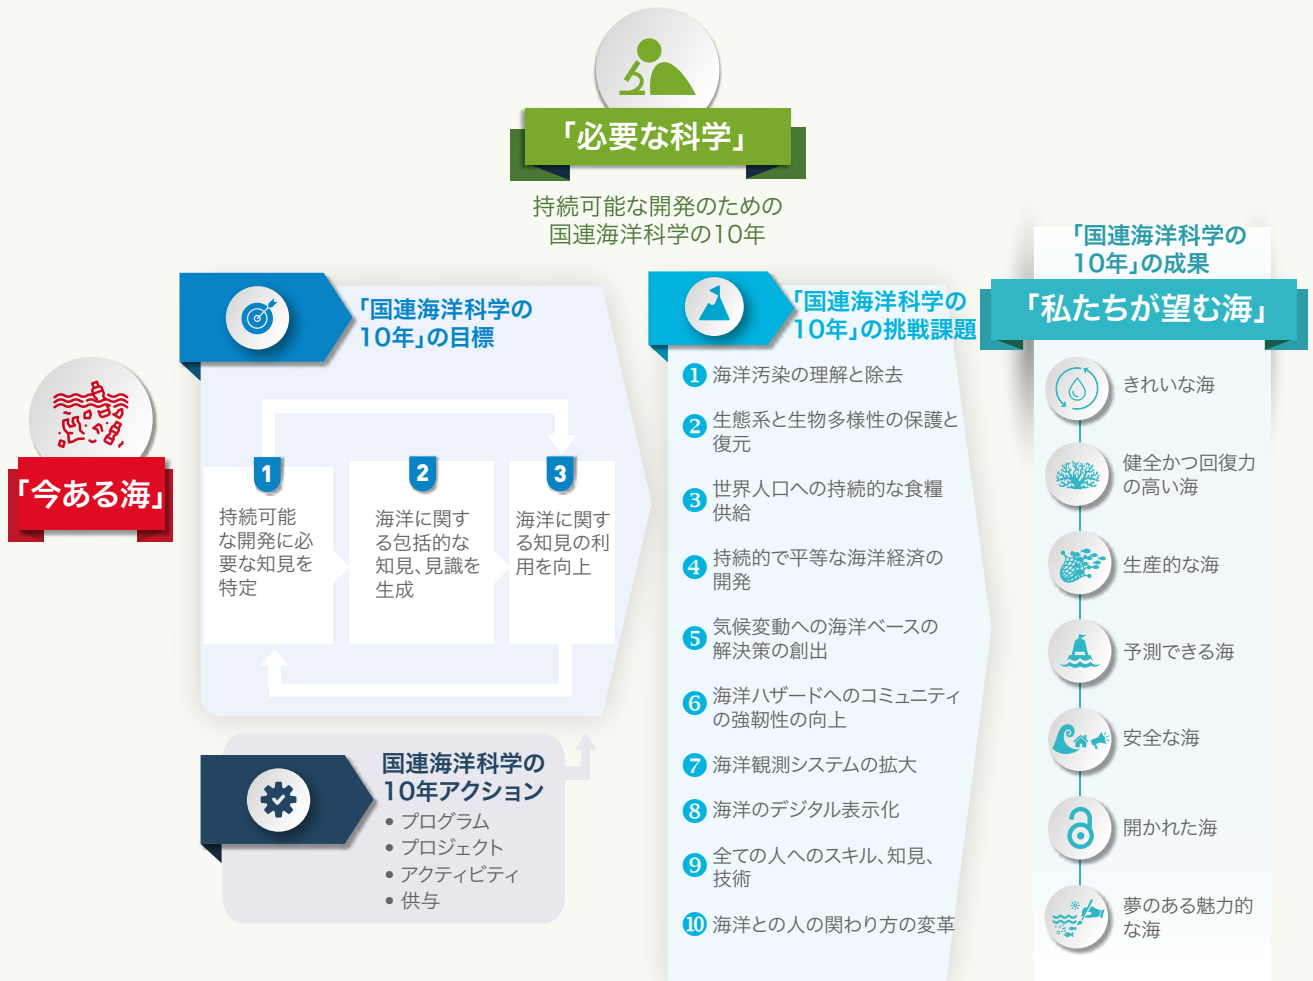 「必要な科学」
持続可能な開発のための
国連海洋科学の10年
「今ある海」
「国連海洋科学の
10年」の目標
1
持続可能
な開発に必
要な知見を
特定
2
海洋に関す
る包括的な
知見、見識を
生成
3
海洋に関す
る知見の利
用を向上
国連海洋科学の
10年アクション
• プログラム
• プロジェクト
• アクティビティ
• 供与
「国連海洋科学の
10年」の挑戦課題
1 海洋汚染の理解と除去
2 生態系と生物多様性の保護と
復元
3 世界人口への持続的な食糧
供給
4 持続的で平等な海洋経済の
開発
5 気候変動への海洋ベースの
解決策の創出
6 海洋ハザードへのコミュニティ
の強靭性の向上
7 海洋観測システムの拡大
8 海洋のデジタル表示化
9 全ての人へのスキル、知見、
技術
10 海洋との人の関わり方の変革
「国連海洋科学の
10年」の成果
「私たちが望む海」
きれいな海
健全かつ回復力
の高い海
生産的な海
予測できる海
安全な海
開かれた海
夢のある魅力的
な海